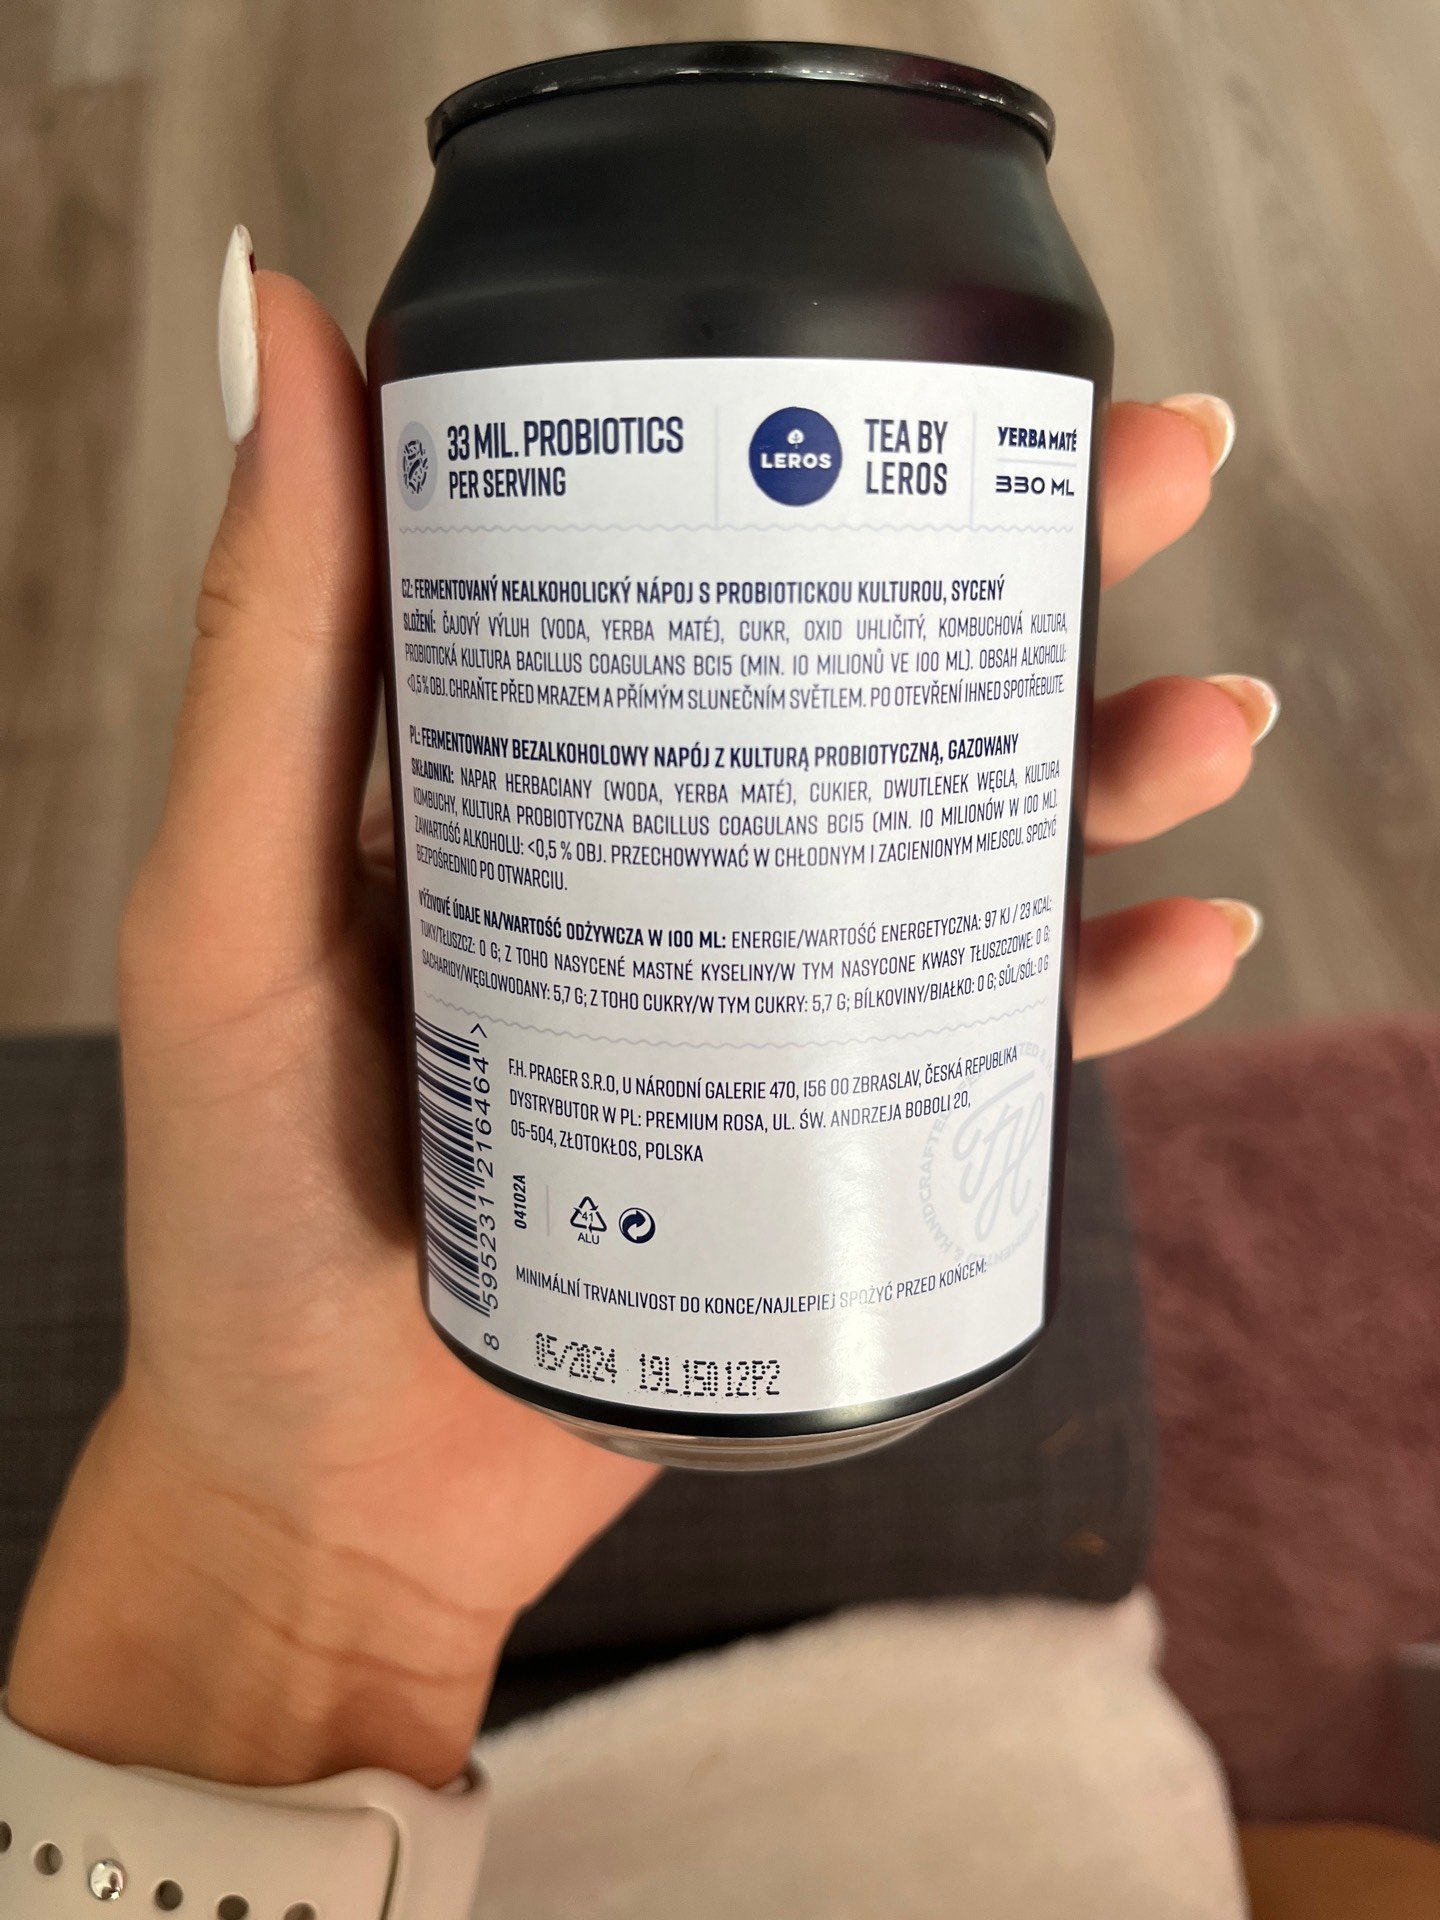 33 MIL. PROBIOTICS
PER SERVING
LEROS
TEA BY
LEROS
YERBA MATÉ
330 ML
CZ: FERMENTOVANÝ NEALKOHOLICKÝ NÁPOJ S PROBIOTICKOU KULTUROU, SYCENÝ
SLOŽENÍ: ČAJOVÝ VÝLUH (VODA, YERBA MATÉ), CUKR, OXID UHLIČITÝ, KOMBUCHOVÁ KULTURA,
PROBIOTICKÁ KULTURA BACILLUS COAGULANS BC15 (MIN. 10 MILIONŮ VE 100 ML). OBSAH ALKOHOLU:
<0,5 % OBJ. CHRAŇTE PŘED MRAZEM A PŘÍMÝM SLUNEČNÍM SVĚTLEM. PO OTEVŘENÍ IHNED SPOTŘEBUJTE.
PL: FERMENTOWANY BEZALKOHOLOWY NAPÓJ Z KULTURĄ PROBIOTYCZNĄ, GAZOWANY
SKŁADNIKI: NAPAR HERBACIANY (WODA, YERBA MATÉ), CUKIER, DWUTLENEK WĘGLA, KULTURA
KOMBUCHY, KULTURA PROBIOTYCZNA BACILLUS COAGULANS BC15 (MIN. 10 MILIONÓW W 100 ML).
ZAWARTOŚĆ ALKOHOLU: <0,5 % OBJ. PRZECHOWYWAĆ W CHŁODNYM I ZACIENIONYM MIEJSCU. SPOŻYĆ
BEZPOŚREDNIO PO OTWARCIU.
VÝŽIVOVÉ ÚDAJE NA/WARTOŚĆ ODŻYWCZA W 100 ML: ENERGIE/WARTOŚĆ ENERGETYCZNA: 97 KJ / 23 KCAL;
TUKY/TŁUSZCZ: 0 G; Z TOHO NASYCENÉ MASTNÉ KYSELINY/W TYM NASYCONE KWASY TŁUSZCZOWE: 0 G;
SACHARIDY/WĘGLOWODANY: 5,7 G; Z TOHO CUKRY/W TYM CUKRY: 5,7 G; BÍLKOVINY/BIAŁKO: 0 G; SŮL/SÓL: 0 G
F.H. PRAGER S.R.O, U NÁRODNÍ GALERIE 470, 156 00 ZBRASLAV, ČESKÁ REPUBLIKA
DYSTRYBUTOR W PL: PREMIUM ROSA, UL. ŚW. ANDRZEJA BOBOLI 20,
05-504, ZŁOTOKŁOS, POLSKA
8 595231 216464 >
04102A
41
ALU
FH
HANDCRAFTED &
MINIMÁLNÍ TRVANLIVOST DO KONCE/NAJLEPIEJ SPOŻYĆ PRZED KOŃCEM:
05/2024 19L150 12P2